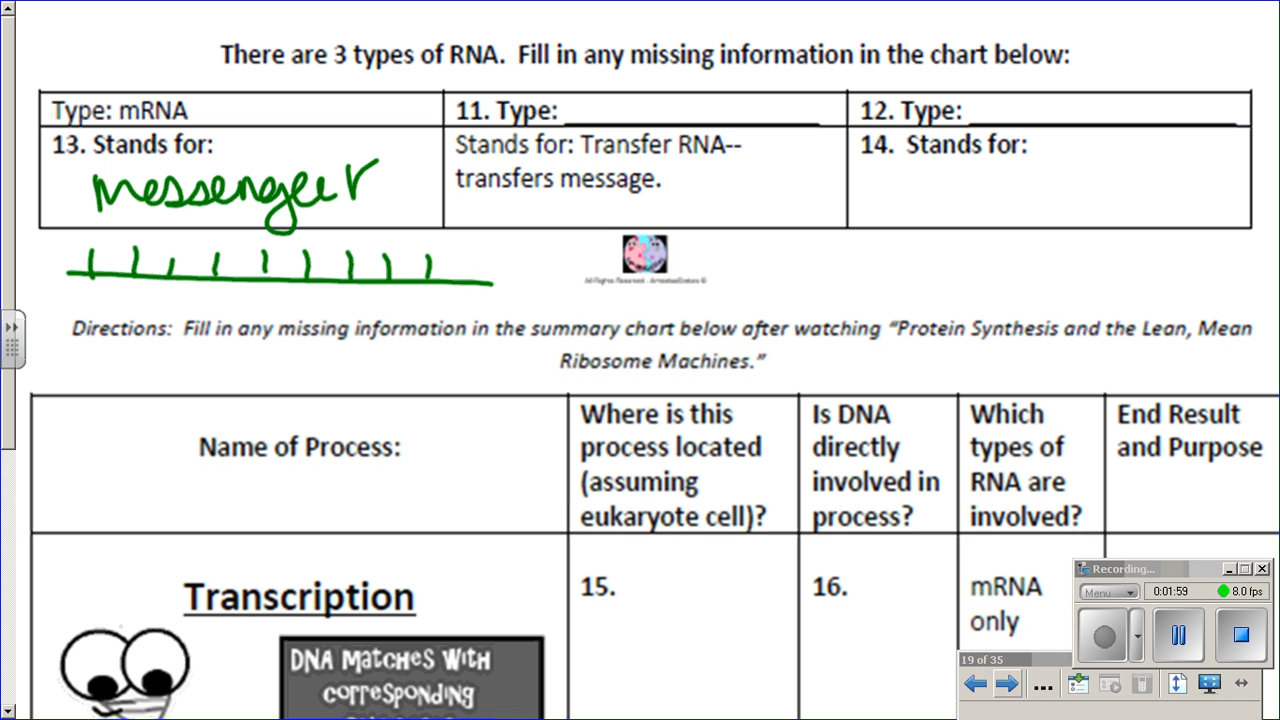 There are 3 types of RNA. Fill in any missing information in the chart below:
Type: mRNA
11. Type: ____________________
12. Type: ____________________
13. Stands for:
Messenger
Stands for: Transfer RNA--
transfers message.
14. Stands for:
Directions: Fill in any missing information in the summary chart below after watching “Protein Synthesis and the Lean, Mean
Ribosome Machines.”
Name of Process:
Where is this
process located
(assuming
eukaryote cell)?
Is DNA
directly
involved in
process?
Which
types of
RNA are
involved?
End Result
and Purpose
Transcription
15.
16.
mRNA
only
DNA Matches with
corresponding
Recording...
Menu
0:01:59
8.0 fps
19 of 35